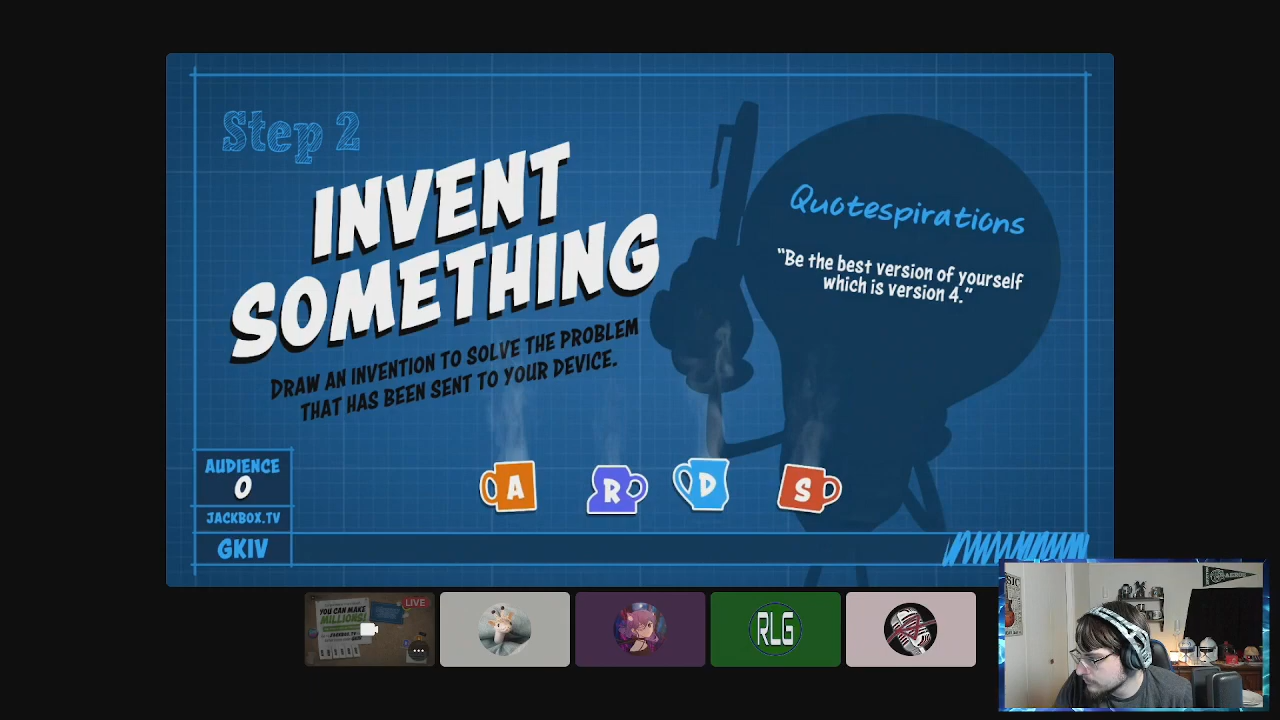 Step 2
INVENT
SOMETHING
DRAW AN INVENTION TO SOLVE THE PROBLEM
THAT HAS BEEN SENT TO YOUR DEVICE.
Quotespirations
"Be the best version of yourself
which is version 4."
A R D S
AUDIENCE
0
JACKBOX.TV
GKIV
YOU CAN MAKE
MILLIONS!
LIVE
RLG